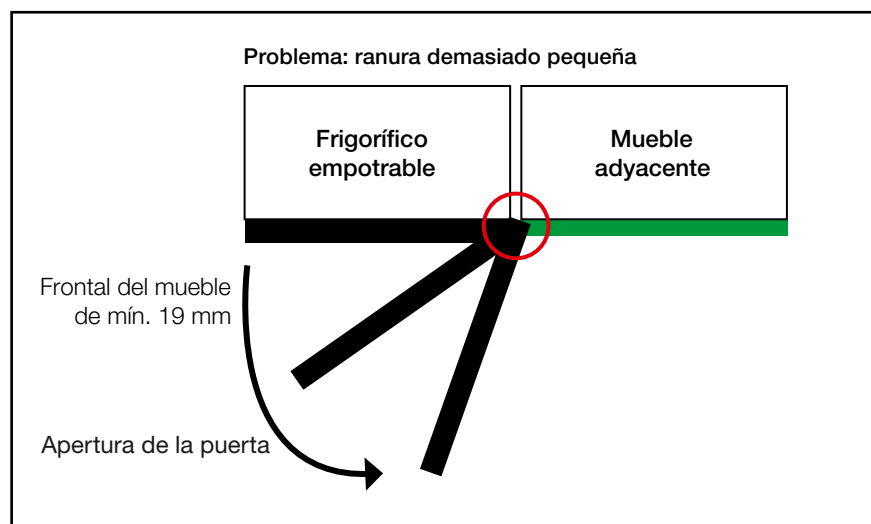 Problema: ranura demasiado pequeña
Frigorífico
empotrable
Mueble
adyacente
Frontal del mueble
de mín. 19 mm
Apertura de la puerta